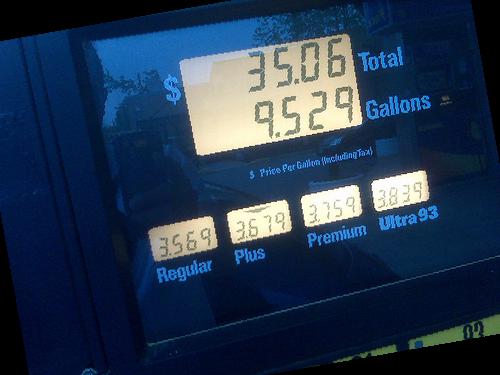 $ 35.06 Total
9.529 Gallons
$ Price Per Gallon (Including Tax)
3.569 3.679 3.759 3.839
Regular Plus Premium Ultra 93
93